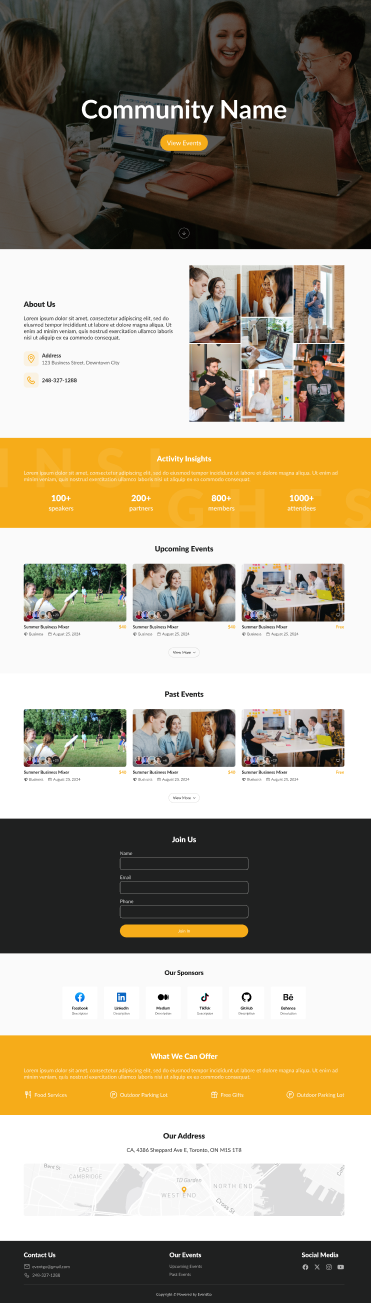 Community Name
View Events
About Us
Lorem ipsum dolor sit amet, consectetur adipiscing elit, sed do
eiusmod tempor incididunt ut labore et dolore magna aliqua. Ut
enim ad minim veniam, quis nostrud exercitation ullamco laboris
nisi ut aliquip ex ea commodo consequat.
Address
123 Business Street, Downtown City
248-327-1288
INSIGHTS
Activity Insights
Lorem ipsum dolor sit amet, consectetur adipiscing elit, sed do eiusmod tempor incididunt ut labore et dolore magna aliqua. Ut enim ad
minim veniam, quis nostrud exercitation ullamco laboris nisi ut aliquip ex ea commodo consequat.
100+ 200+ 800+ 1000+
speakers partners members attendees
Upcoming Events
Summer Business Mixer $40 Summer Business Mixer $40 Summer Business Mixer Free
Business August 25, 2024 Business August 25, 2024 Business August 25, 2024
View More
Past Events
Summer Business Mixer $40 Summer Business Mixer $40 Summer Business Mixer Free
Business August 25, 2024 Business August 25, 2024 Business August 25, 2024
View More
Join Us
Name
Email
Phone
Join Us
Our Sponsors
Facebook LinkedIn Medium TikTok GitHub Behance
Description Description Description Description Description Description
What We Can Offer
Lorem ipsum dolor sit amet, consectetur adipiscing elit, sed do eiusmod tempor incididunt ut labore et dolore magna aliqua. Ut enim ad
minim veniam, quis nostrud exercitation ullamco laboris nisi ut aliquip ex ea commodo consequat.
Food Services Outdoor Parking Lot Free Gifts Outdoor Parking Lot
Our Address
CA, 4386 Sheppard Ave E, Toronto, ON M1S 1T8
EAST
CAMBRIDGE
NORTH END
WEST END
Contact Us Our Events Social Media
Upcoming Events
248-327-1288 Past Events